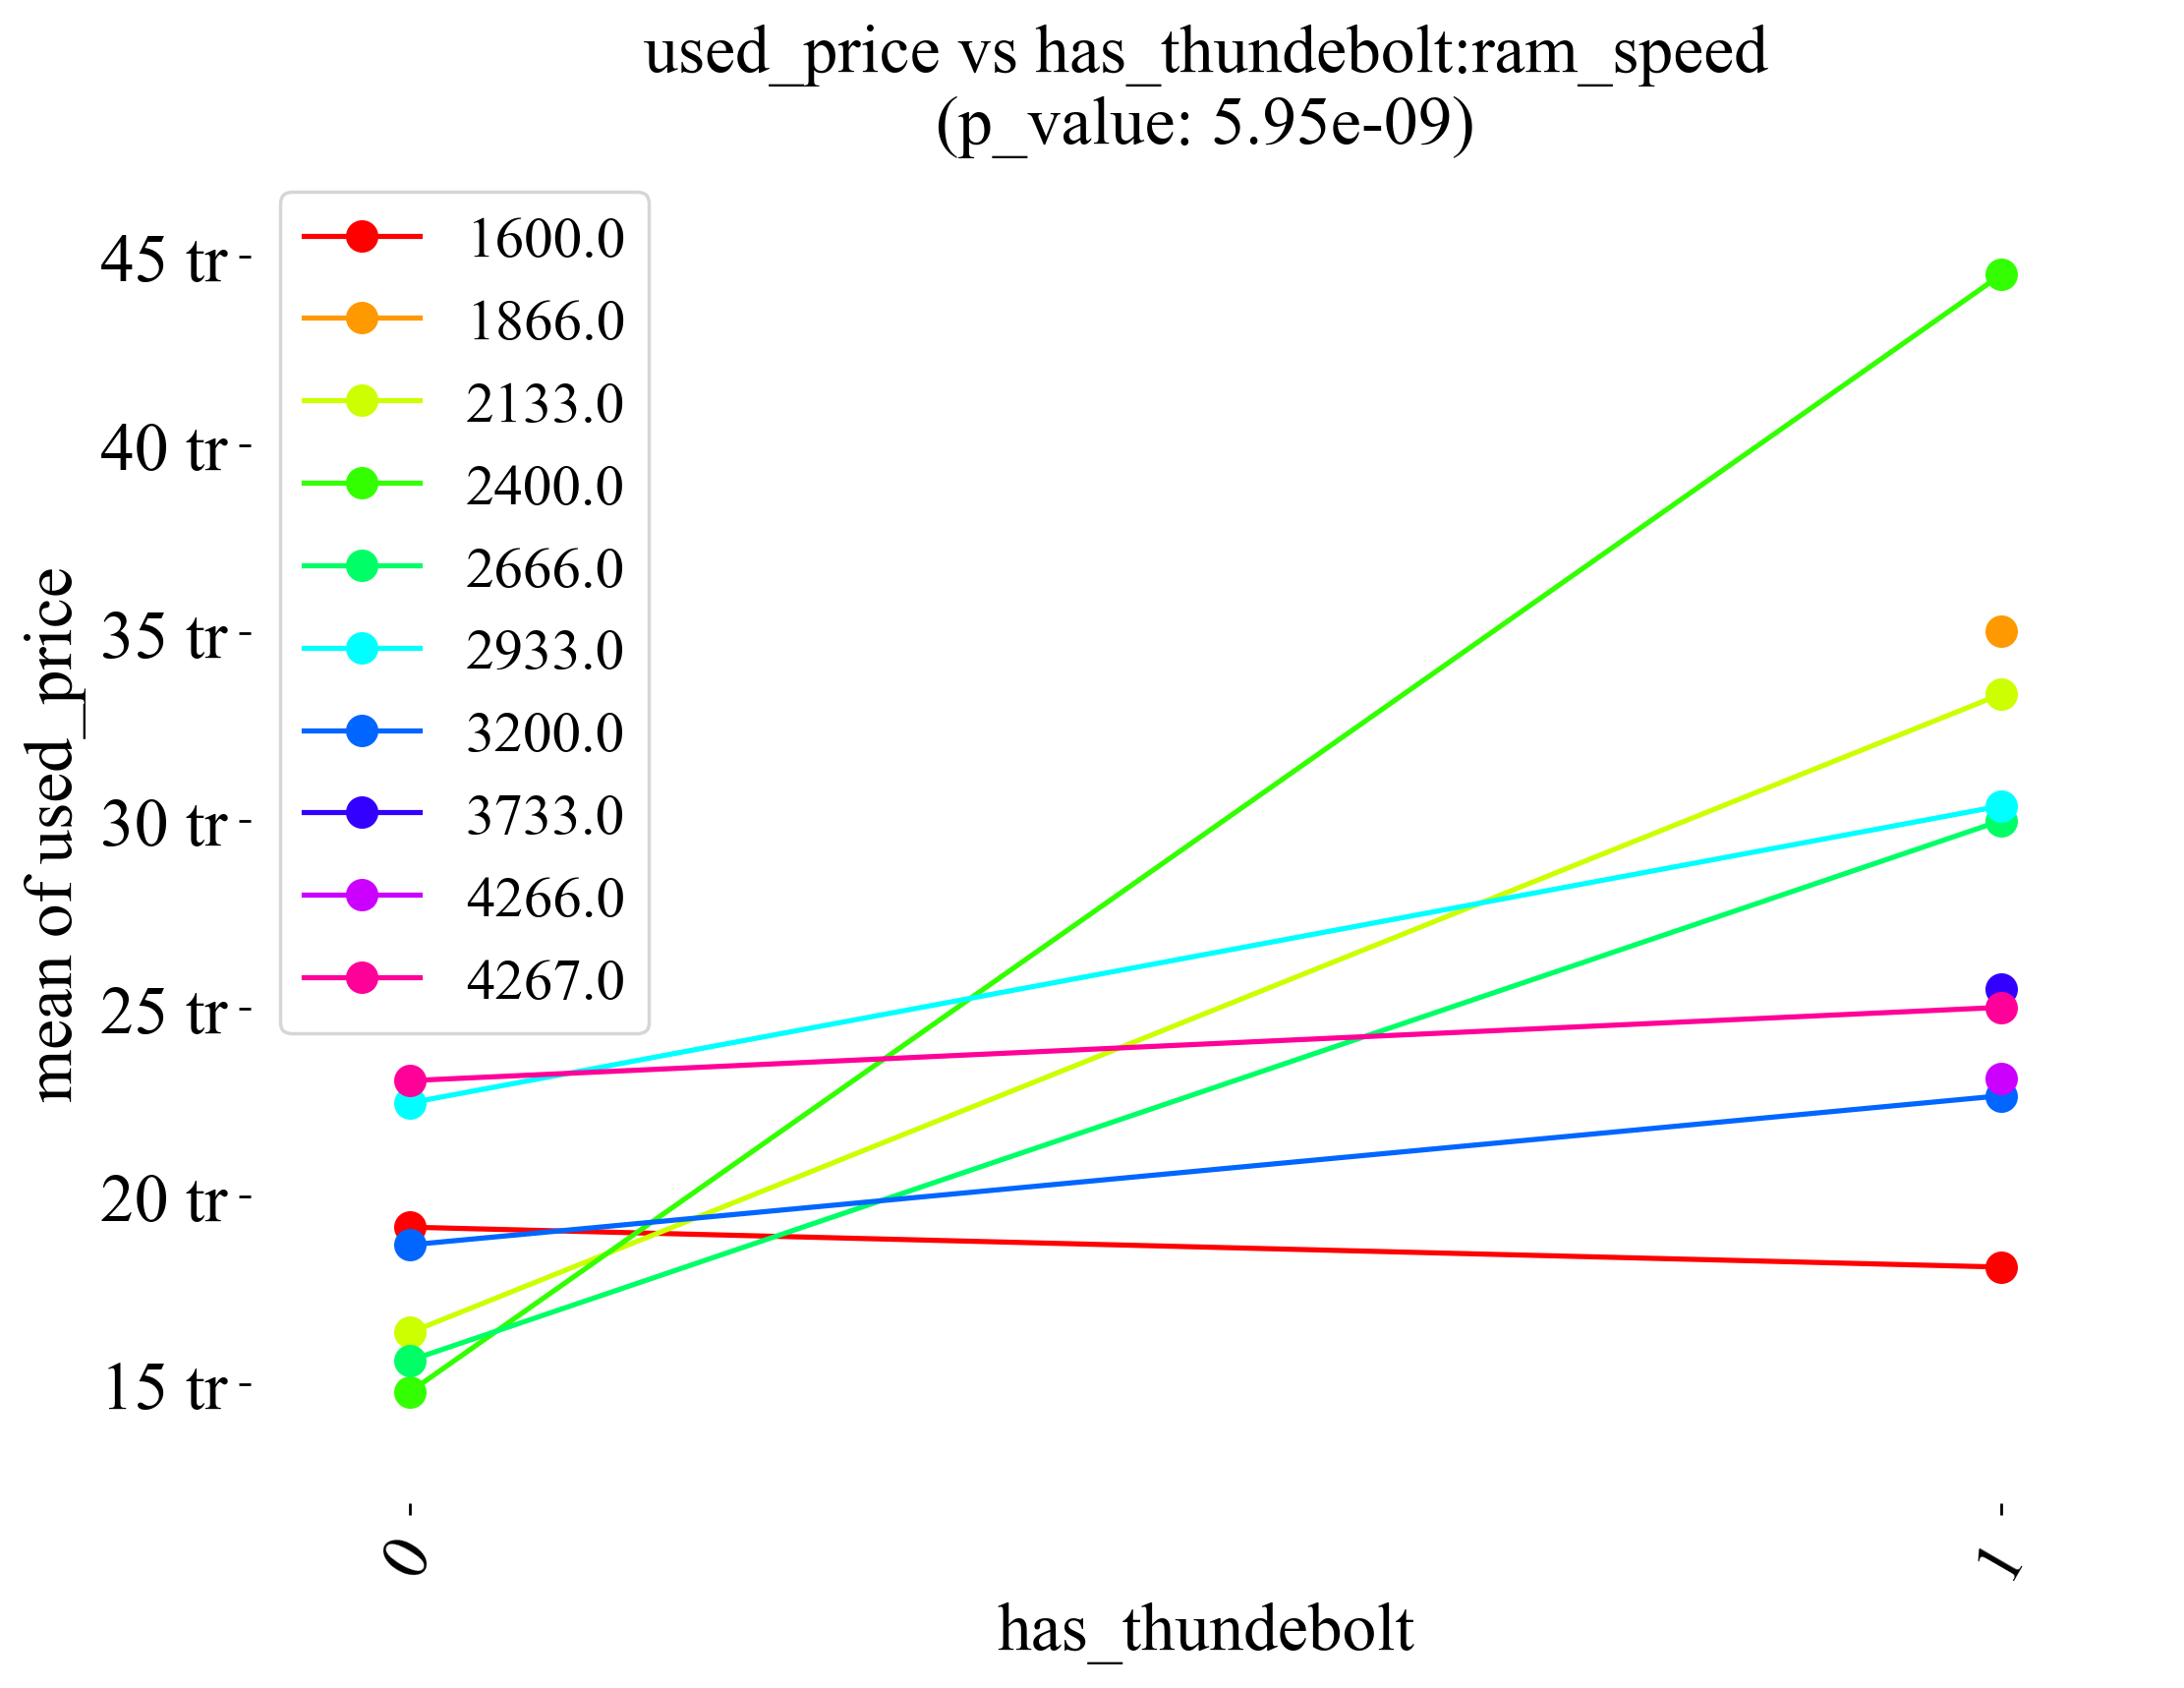 used_price vs has_thundebolt:ram_speed
(p_value: 5.95e-09)
1600.0
1866.0
2133.0
2400.0
2666.0
2933.0
3200.0
3733.0
4266.0
4267.0
mean of used_price
45 tr
40 tr
35 tr
30 tr
25 tr
20 tr
15 tr
0
1
has_thundebolt